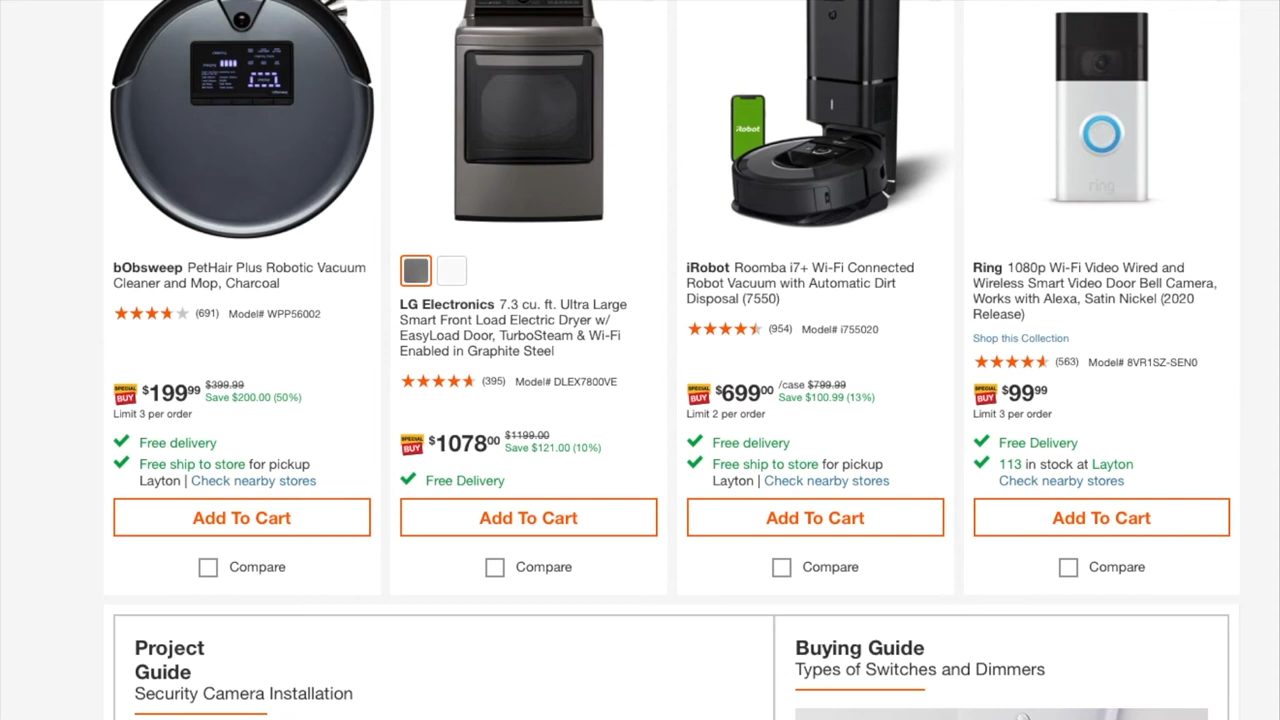 iRobot
ring
bObsweep PetHair Plus Robotic Vacuum
Cleaner and Mop, Charcoal
(691) Model# WPP56002
SPECIAL BUY $19999 $399.99
Save $200.00 (50%)
Limit 3 per order
Free delivery
Free ship to store for pickup
Layton | Check nearby stores
Add To Cart
Compare
LG Electronics 7.3 cu. ft. Ultra Large
Smart Front Load Electric Dryer w/
EasyLoad Door, TurboSteam & Wi-Fi
Enabled in Graphite Steel
(395) Model# DLEX7800VE
SPECIAL BUY $107800 $1199.00
Save $121.00 (10%)
Free Delivery
Add To Cart
Compare
iRobot Roomba i7+ Wi-Fi Connected
Robot Vacuum with Automatic Dirt
Disposal (7550)
(954) Model# i755020
SPECIAL BUY $69900 /case $799.99
Save $100.99 (13%)
Limit 2 per order
Free delivery
Free ship to store for pickup
Layton | Check nearby stores
Add To Cart
Compare
Ring 1080p Wi-Fi Video Wired and
Wireless Smart Video Door Bell Camera,
Works with Alexa, Satin Nickel (2020
Release)
Shop this Collection
(563) Model# 8VR1SZ-SEN0
SPECIAL BUY $9999
Limit 3 per order
Free Delivery
113 in stock at Layton
Check nearby stores
Add To Cart
Compare
Project
Guide
Security Camera Installation
Buying Guide
Types of Switches and Dimmers